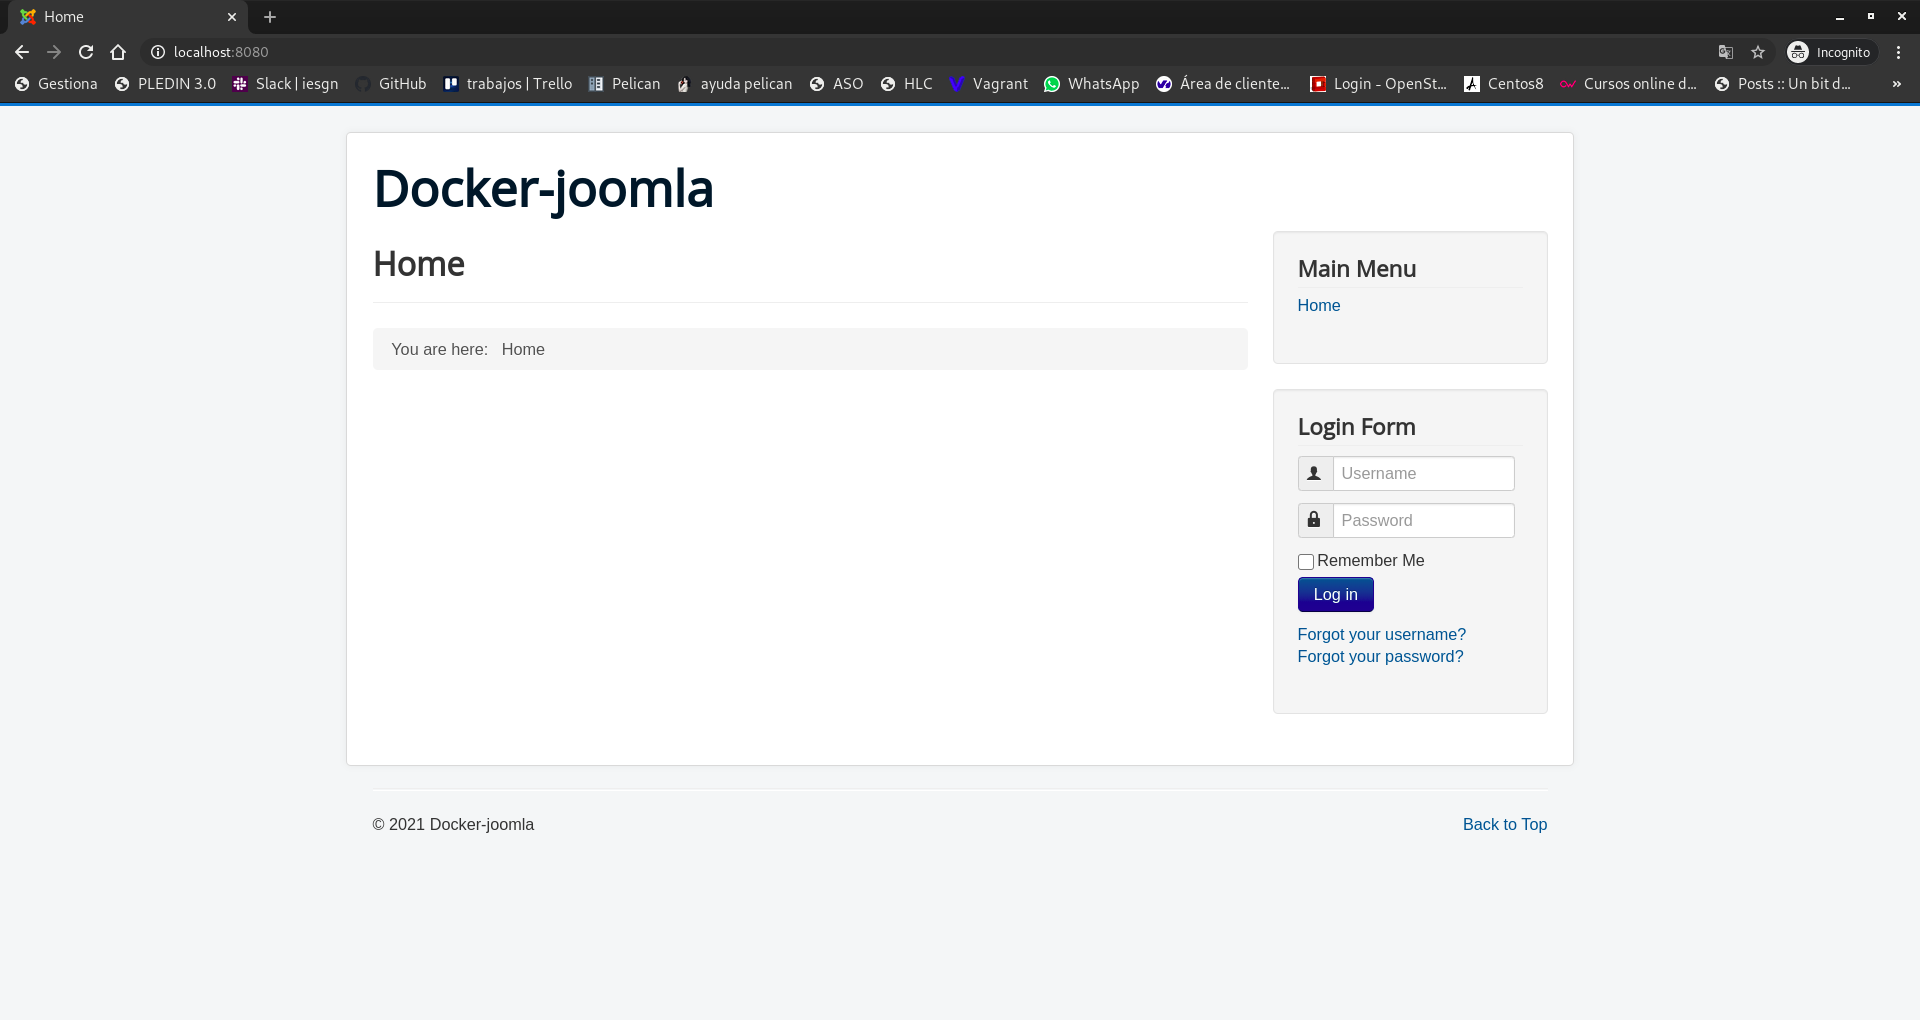 Home
localhost:8080
Incognito
Gestiona PLEDIN 3.0 Slack | iesgn GitHub trabajos | Trello Pelican ayuda pelican ASO HLC Vagrant WhatsApp Área de cliente... Login - OpenSt... Centos8 Cursos online d... Posts :: Un bit d... »
Docker-joomla
Home
You are here: Home
Main Menu
Home
Login Form
Username
Password
Remember Me
Log in
Forgot your username?
Forgot your password?
© 2021 Docker-joomla
Back to Top